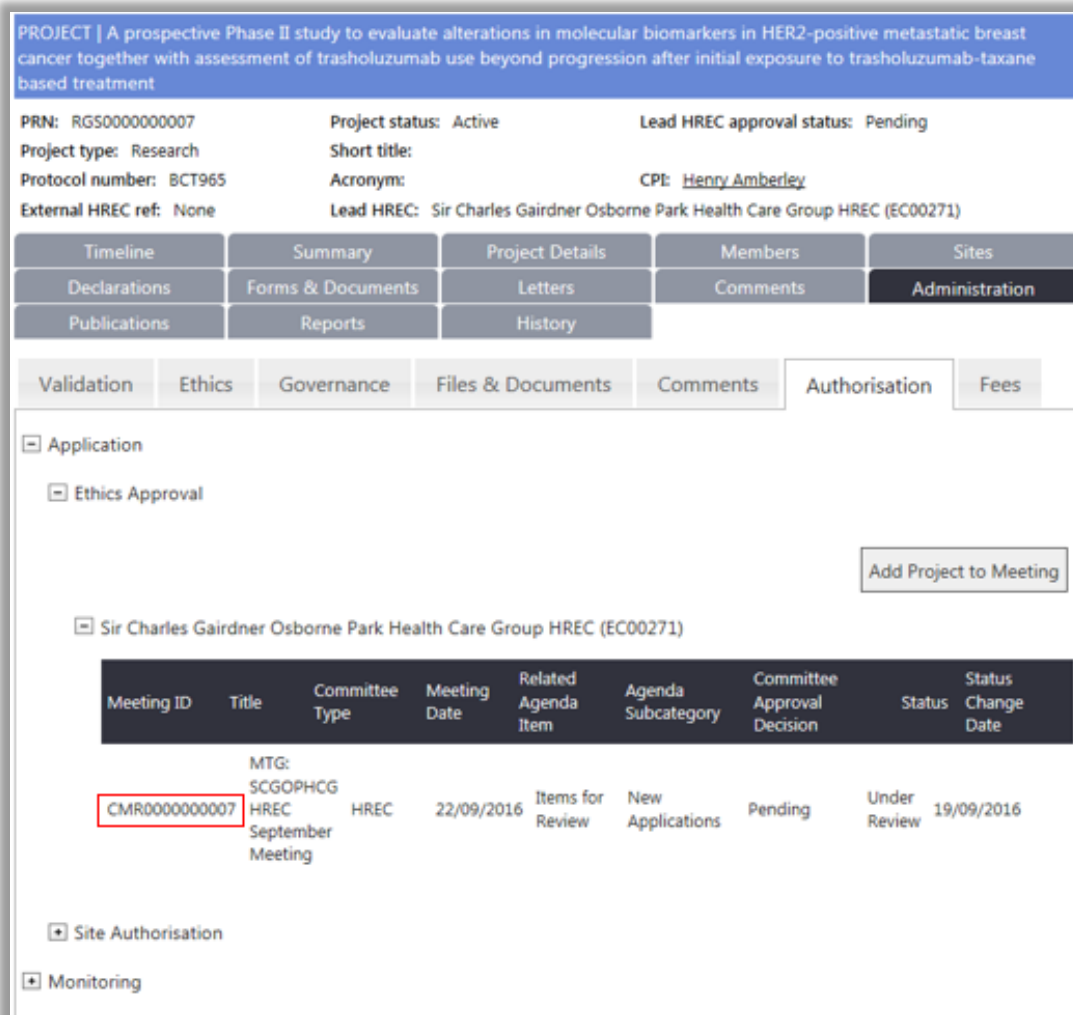 PROJECT | A prospective Phase II study to evaluate alterations in molecular biomarkers in HER2-positive metastatic breast
cancer together with assessment of trasholuzumab use beyond progression after initial exposure to trasholuzumab-taxane
based treatment
PRN: RGS0000000007 Project status: Active Lead HREC approval status: Pending
Project type: Research Short title:
Protocol number: BCT965 Acronym: CPI: Henry Amberley
External HREC ref: None Lead HREC: Sir Charles Gairdner Osborne Park Health Care Group HREC (EC00271)
Timeline Summary Project Details Members Sites
Declarations Forms & Documents Letters Comments Administration
Publications Reports History
Validation Ethics Governance Files & Documents Comments Authorisation Fees
Application
Ethics Approval
Add Project to Meeting
Sir Charles Gairdner Osborne Park Health Care Group HREC (EC00271)
Meeting ID
Title
Committee
Type
Meeting
Date
Related
Agenda
Item
Agenda
Subcategory
Committee
Approval
Decision
Status
Status
Change
Date
CMR0000000007
MTG:
SCGOPHCG
HREC
September
Meeting
HREC
22/09/2016
Items for
Review
New
Applications
Pending
Under
Review
19/09/2016
Site Authorisation
Monitoring